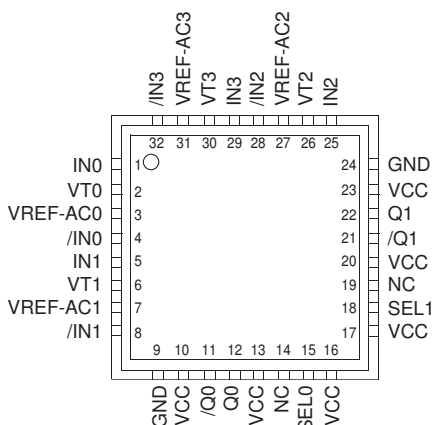 /IN3 VREF-AC3 VT3 IN3 /IN2 VREF-AC2 VT2 IN2
32 31 30 29 28 27 26 25
IN0 1 24 GND
VT0 2 23 VCC
VREF-AC0 3 22 Q1
/IN0 4 21 /Q1
IN1 5 20 VCC
VT1 6 19 NC
VREF-AC1 7 18 SEL1
/IN1 8 17 VCC
9 10 11 12 13 14 15 16
GND VCC /Q0 Q0 VCC NC SEL0 VCC